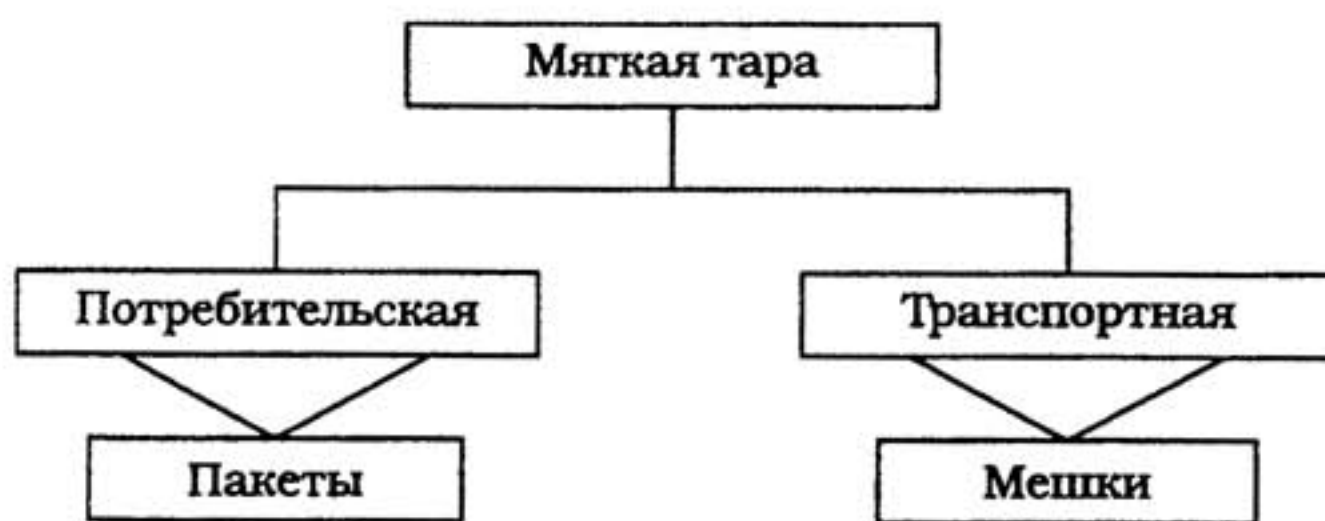 Мягкая тара
Потребительская
Транспортная
Пакеты
Мешки